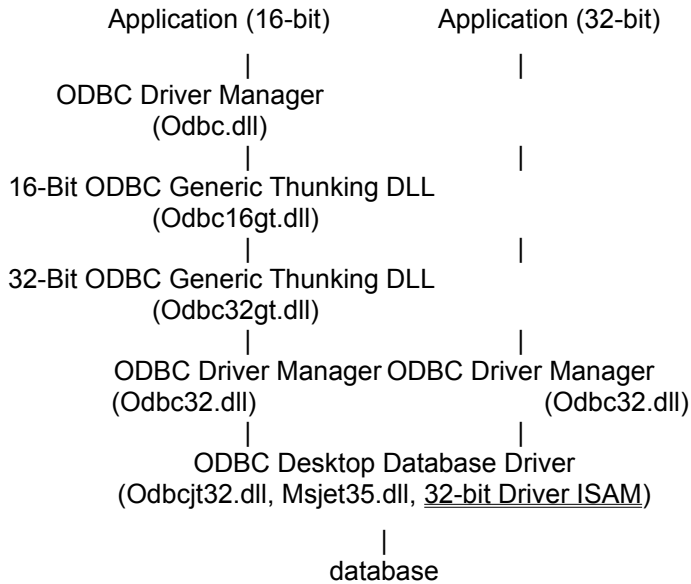 Application (16-bit) Application (32-bit)
| |
ODBC Driver Manager
(Odbc.dll)
| |
16-Bit ODBC Generic Thunking DLL
(Odbc16gt.dll)
| |
32-Bit ODBC Generic Thunking DLL
(Odbc32gt.dll)
| |
ODBC Driver Manager ODBC Driver Manager
(Odbc32.dll) (Odbc32.dll)
| |
ODBC Desktop Database Driver
(Odbcjt32.dll, Msjet35.dll, 32-bit Driver ISAM)
|
database